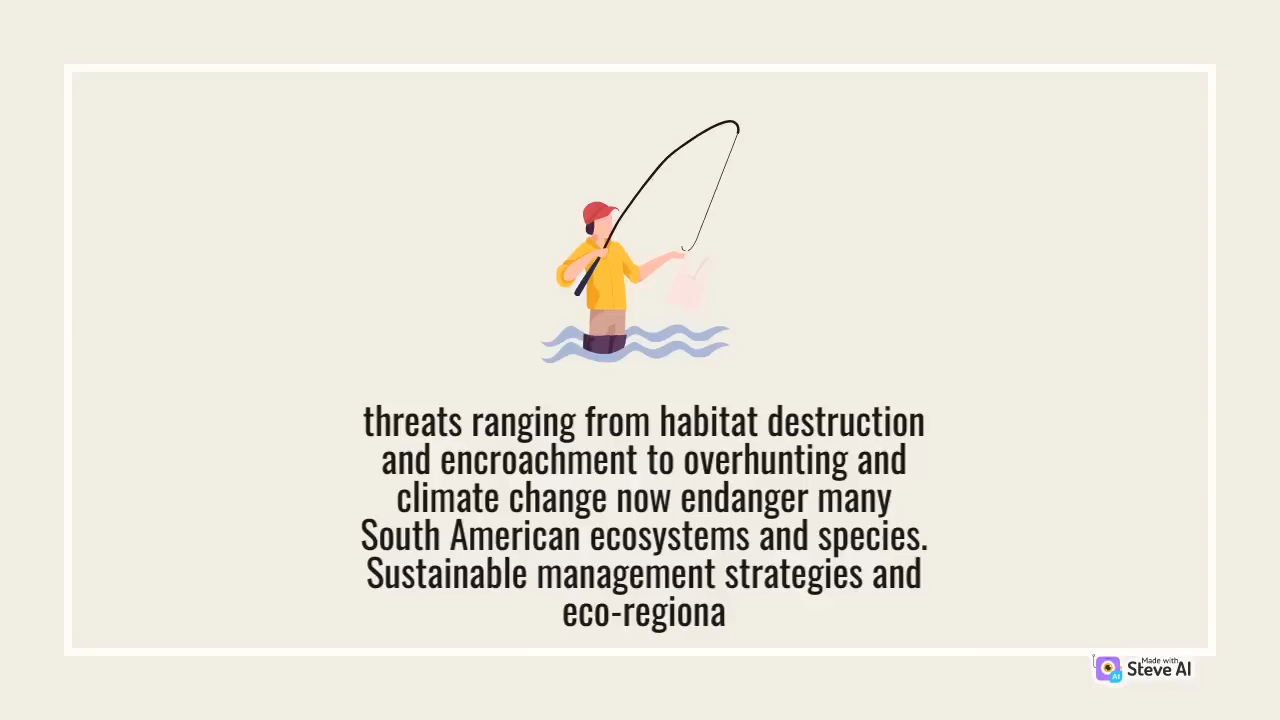 threats ranging from habitat destruction
and encroachment to overhunting and
climate change now endanger many
South American ecosystems and species.
Sustainable management strategies and
eco-regiona
Made with
Steve AI
AI